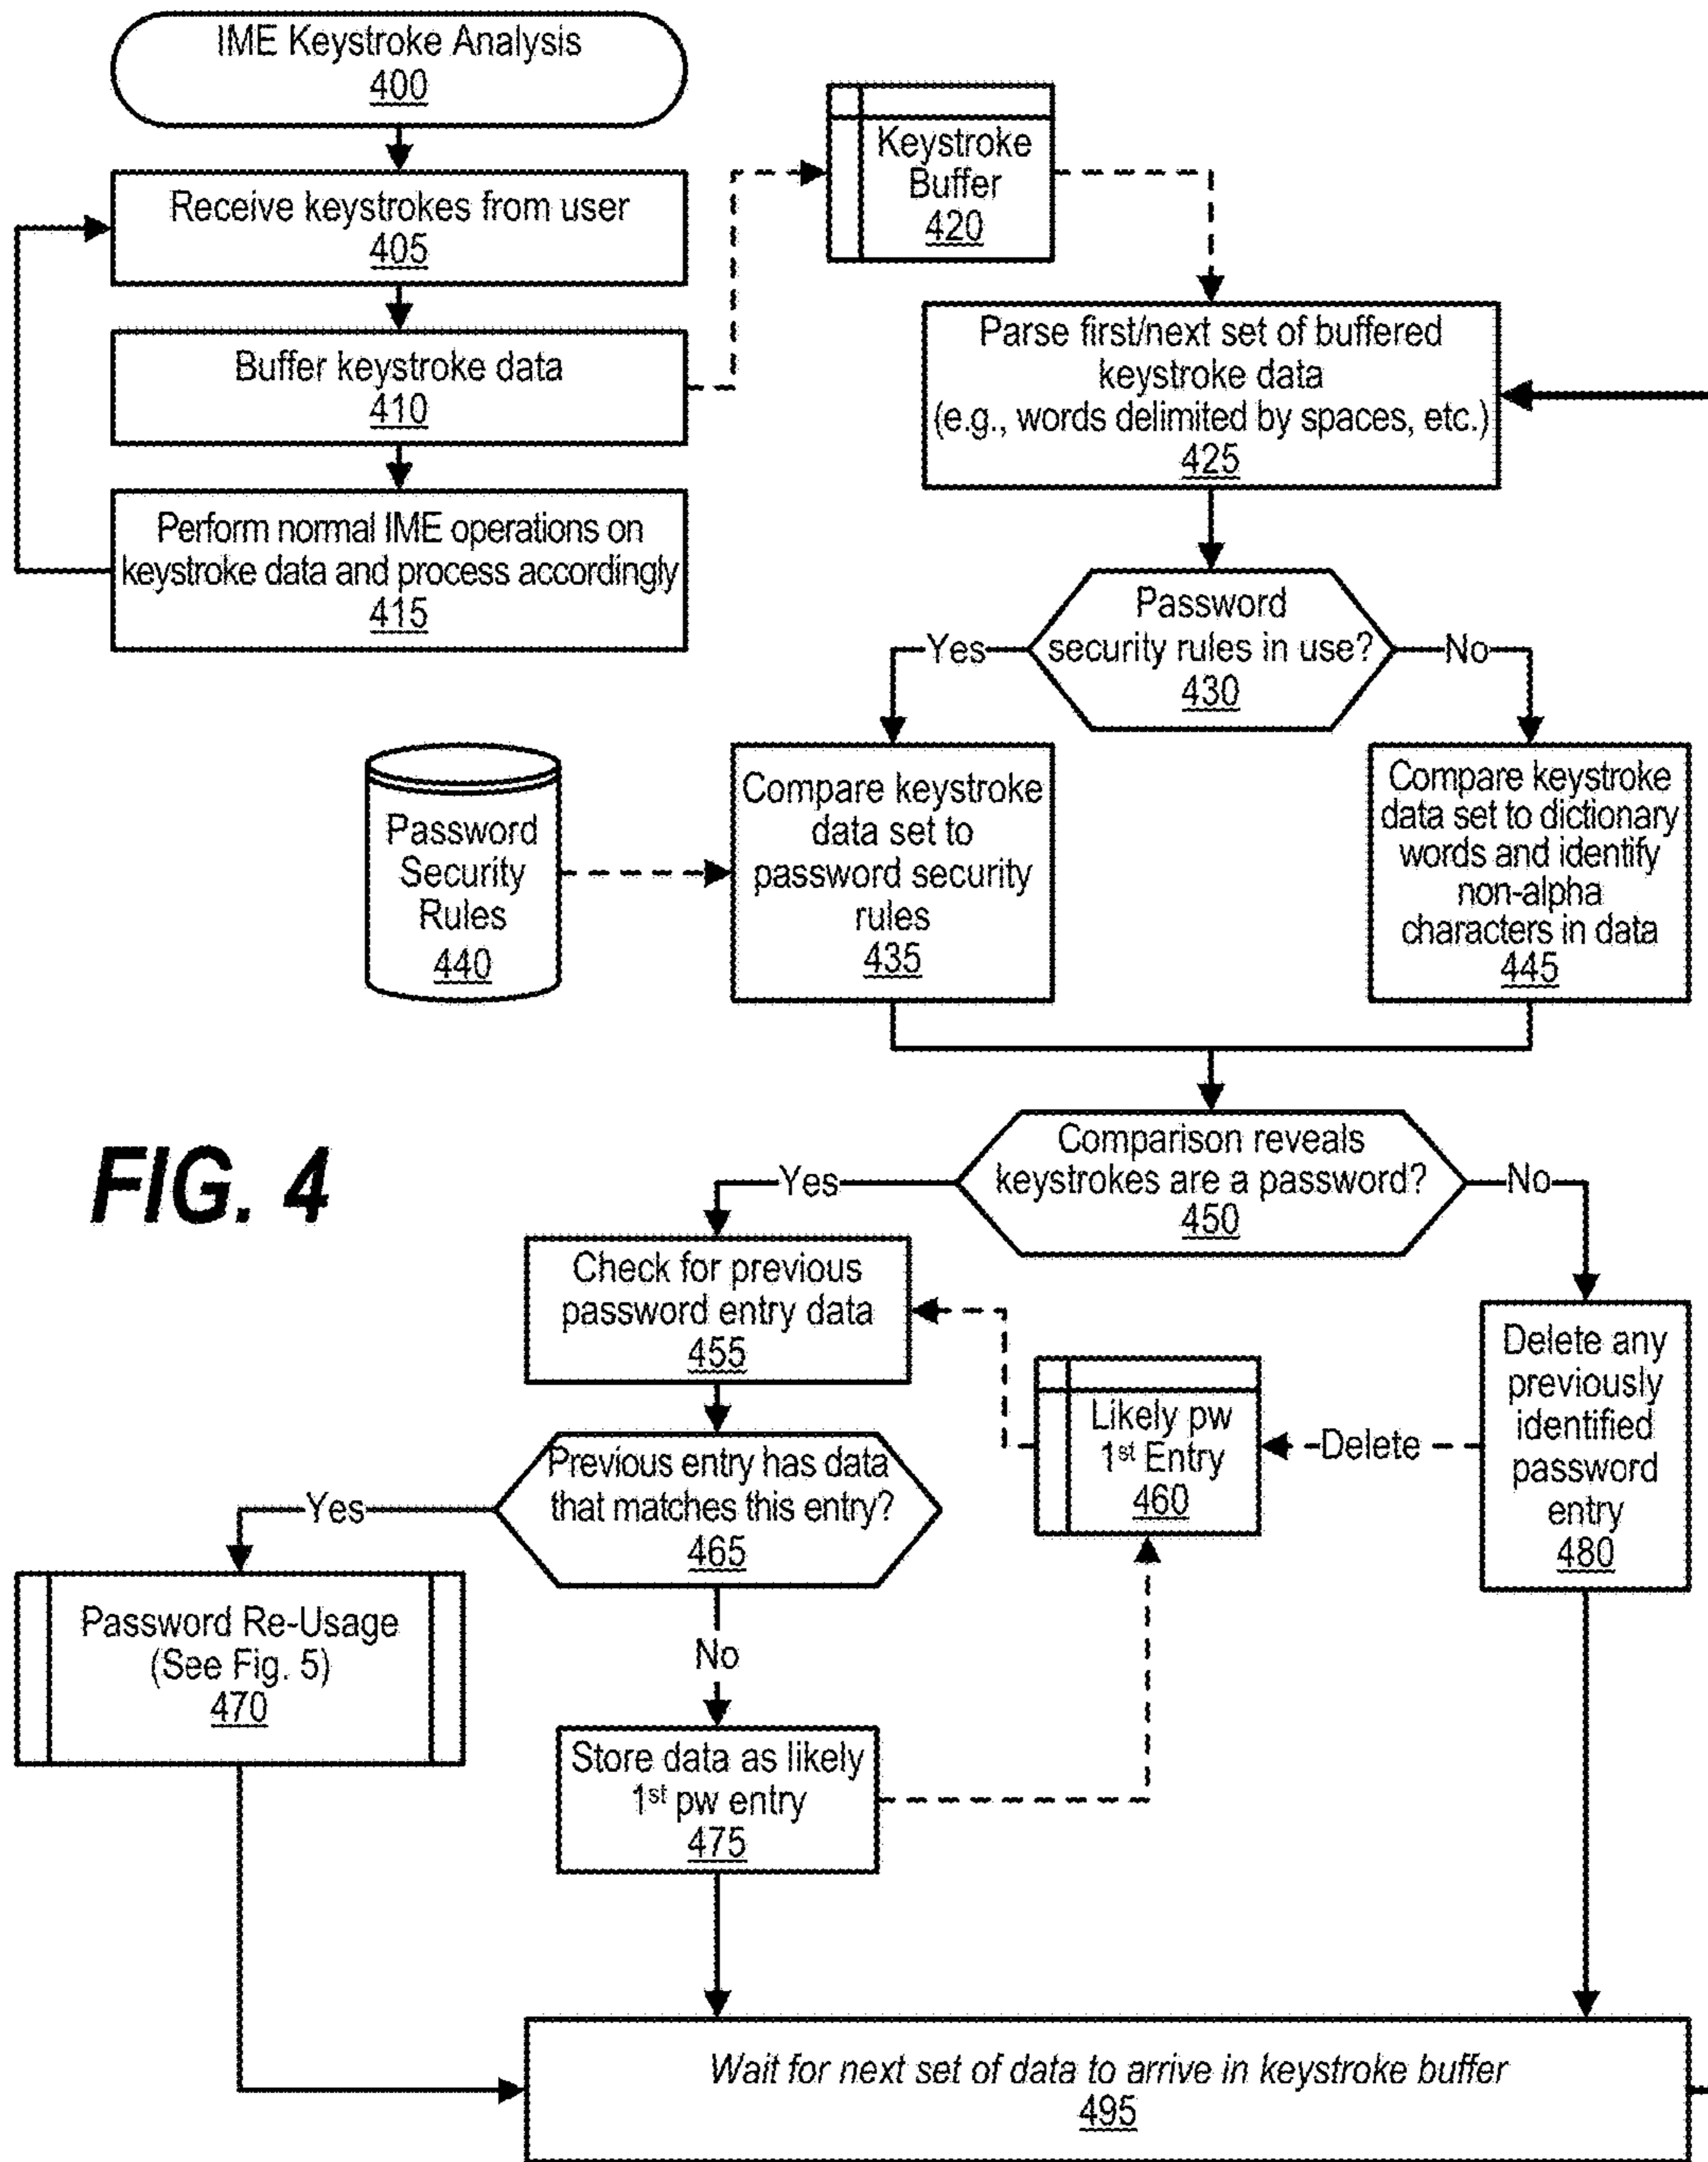 IME Keystroke Analysis
400
Receive keystrokes from user
405
Buffer keystroke data
410
Perform normal IME operations on
keystroke data and process accordingly
415
Keystroke
Buffer
420
Parse first/next set of buffered
keystroke data
(e.g., words delimited by spaces, etc.)
425
Password
security rules in use?
430
Yes
No
Password
Security
Rules
440
Compare keystroke
data set to
password security
rules
435
Compare keystroke
data set to dictionary
words and identify
non-alpha
characters in data
445
FIG. 4
Comparison reveals
keystrokes are a password?
450
Yes
No
Check for previous
password entry data
455
Likely pw
1st Entry
460
Delete
Delete any
previously
identified
password
entry
480
Previous entry has data
that matches this entry?
465
Yes
No
Password Re-Usage
(See Fig. 5)
470
Store data as likely
1st pw entry
475
Wait for next set of data to arrive in keystroke buffer
495